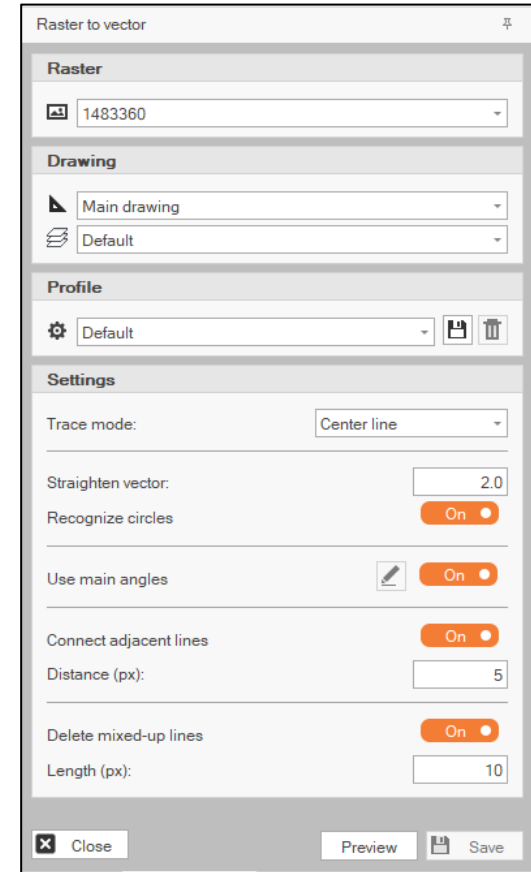 Raster to vector
Raster
1483360
Drawing
Main drawing
Default
Profile
Default
Settings
Trace mode: Center line
Straighten vector: 2.0
Recognize circles On
Use main angles On
Connect adjacent lines On
Distance (px): 5
Delete mixed-up lines On
Length (px): 10
Close Preview Save